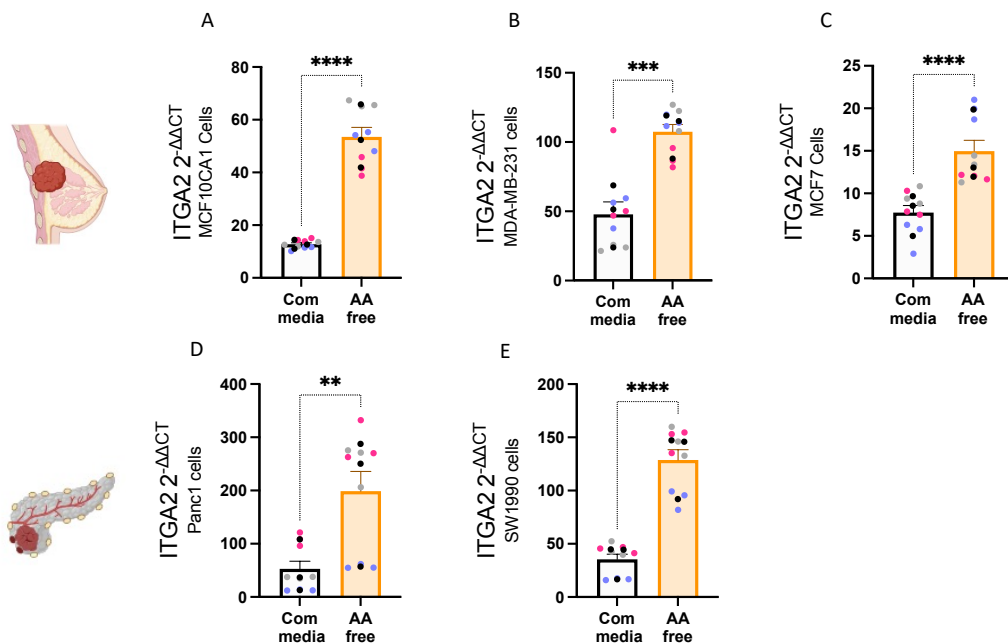 A
ITGA2 2-ΔΔCT
MCF10CA1 Cells
80
60
40
20
0
****
Com media
AA free
B
ITGA2 2-ΔΔCT
MDA-MB-231 cells
150
100
50
0
***
Com media
AA free
C
ITGA2 2-ΔΔCT
MCF7 Cells
25
20
15
10
5
0
****
Com media
AA free
D
ITGA2 2-ΔΔCT
Panc1 cells
400
300
200
100
0
**
Com media
AA free
E
ITGA2 2-ΔΔCT
SW1990 cells
200
150
100
50
0
****
Com media
AA free